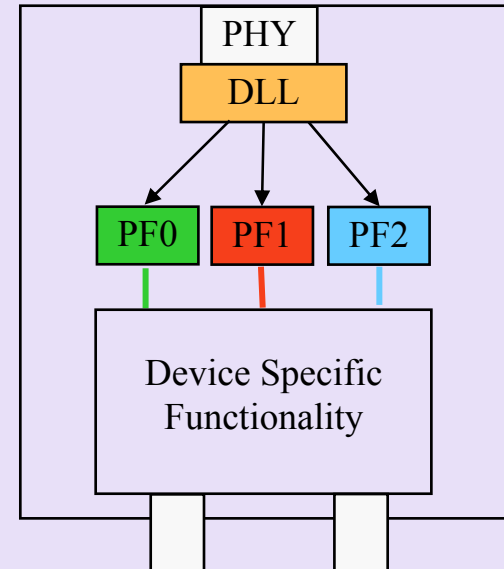 PHY
DLL
PF0 PF1 PF2
Device Specific
Functionality